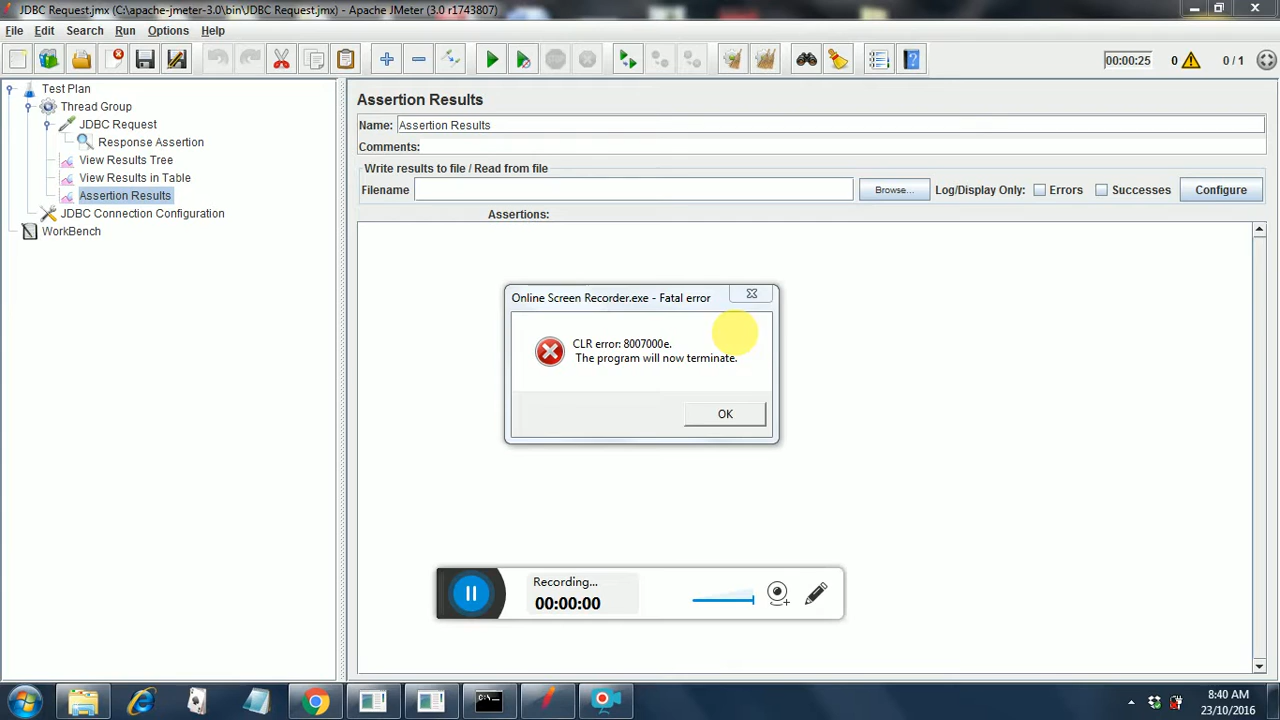 JDBC Request.jmx (C:\apache-jmeter-3.0\bin\JDBC Request.jmx) - Apache JMeter (3.0 r1743807)
File Edit Search Run Options Help
00:00:25 0 0 / 1
Test Plan
Thread Group
JDBC Request
Response Assertion
View Results Tree
View Results in Table
Assertion Results
JDBC Connection Configuration
WorkBench
Assertion Results
Name: Assertion Results
Comments:
Write results to file / Read from file
Filename Browse... Log/Display Only: Errors Successes Configure
Assertions:
Online Screen Recorder.exe - Fatal error
CLR error: 8007000e.
The program will now terminate.
OK
Recording...
00:00:00
8:40 AM
23/10/2016